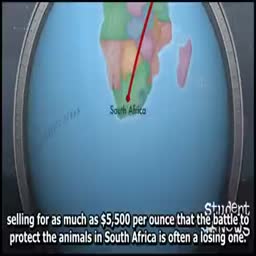 South Africa
Student
News
selling for as much as $5,500 per ounce that the battle to
protect the animals in South Africa is often a losing one.